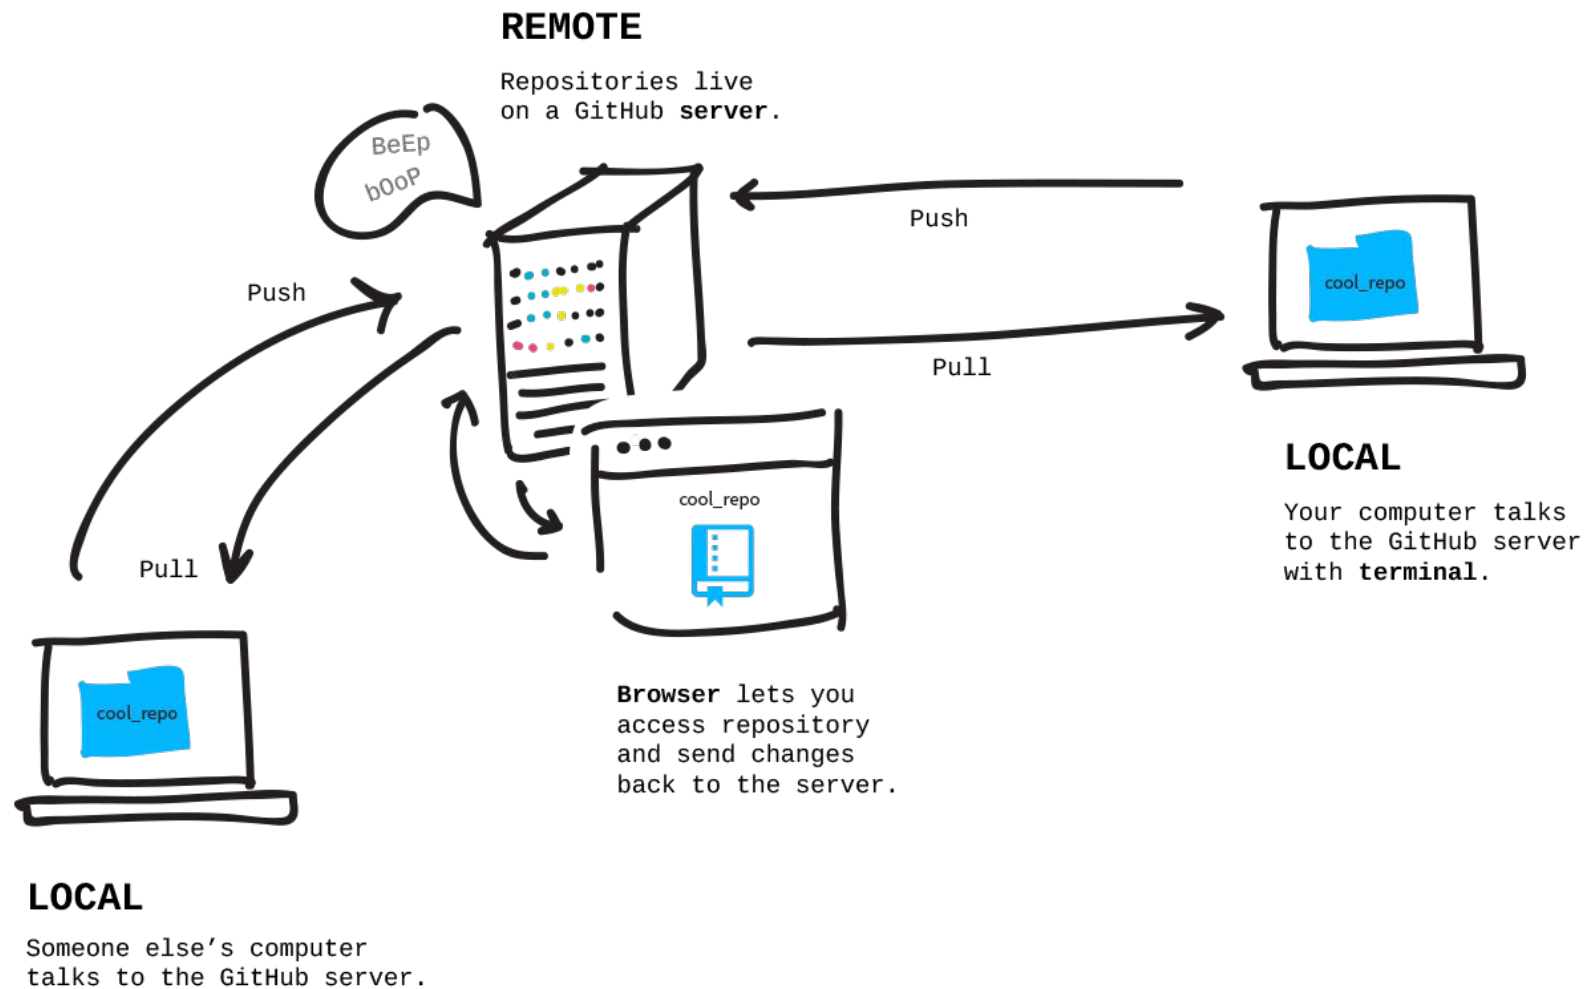 REMOTE
Repositories live
on a GitHub server.
BeEp
bOoP
Push
Push
cool_repo
Pull
LOCAL
Your computer talks
to the GitHub server
with terminal.
cool_repo
Pull
cool_repo
Browser lets you
access repository
and send changes
back to the server.
LOCAL
Someone else’s computer
talks to the GitHub server.